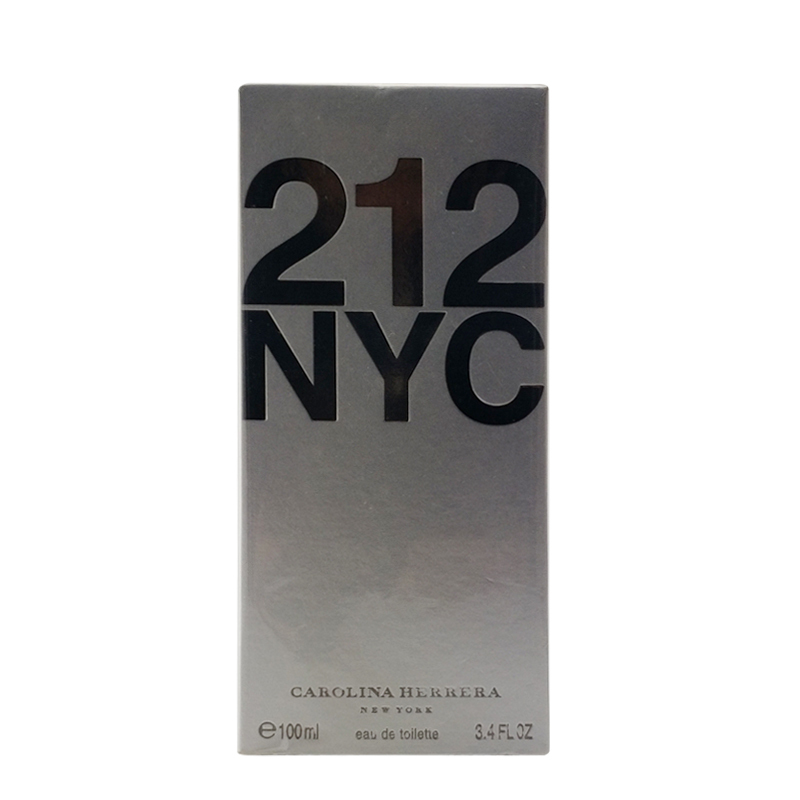 212
NYC
CAROLINA HERRERA
NEW YORK
℮100ml eau de toilette 3.4 FL OZ